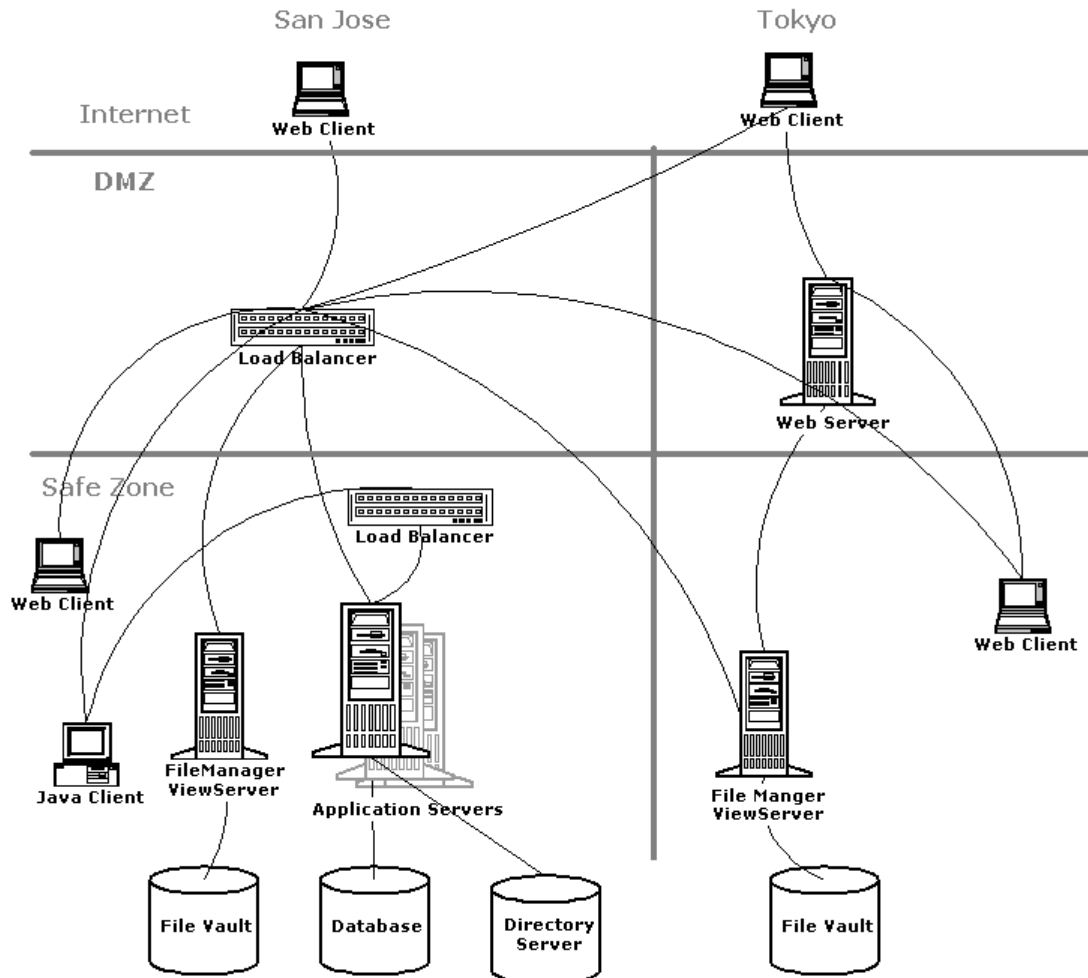 San Jose
Tokyo
Internet
Web Client
Web Client
DMZ
Load Balancer
Web Server
Safe Zone
Load Balancer
Web Client
Web Client
FileManager
ViewServer
Java Client
Application Servers
File Manger
ViewServer
File Vault
Database
Directory
Server
File Vault